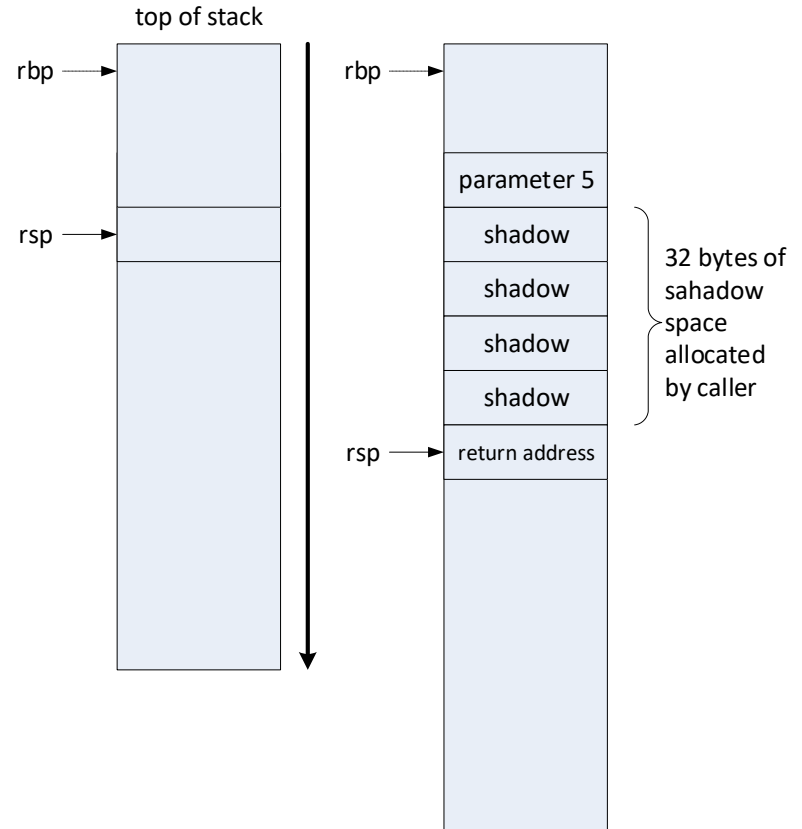 top of stack
rbp
rbp
parameter 5
rsp
shadow
shadow
shadow
shadow
32 bytes of
sahadow
space
allocated
by caller
rsp
return address